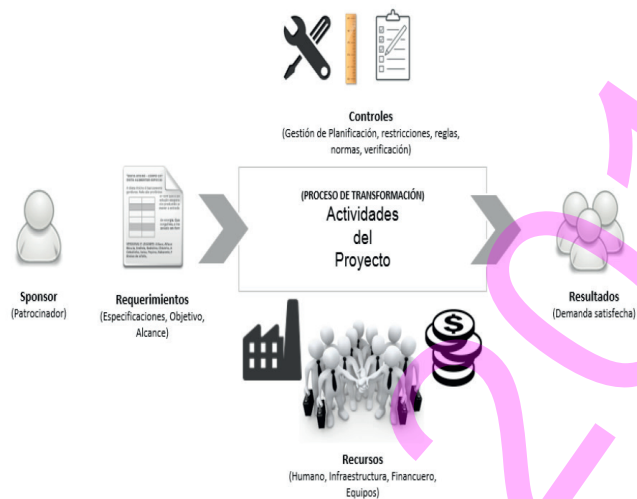 Controles
(Gestión de Planificación, restricciones, reglas,
normas, verificación)
(PROCESO DE TRANSFORMACIÓN)
Actividades
del
Proyecto
Sponsor
(Patrocinador)
Requerimientos
(Especificaciones, Objetivo,
Alcance)
Resultados
(Demanda satisfecha)
$
Recursos
(Humano, Infraestructura, Financuero,
Equipos)